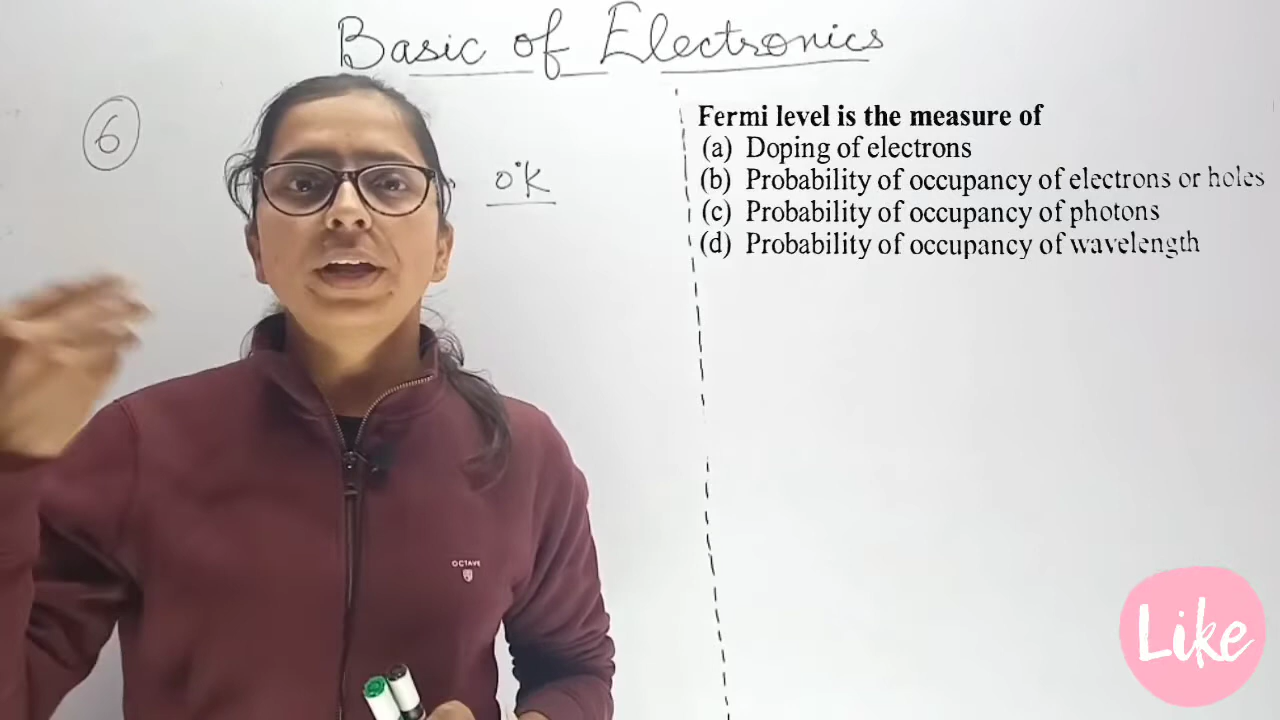 Basic of Electronics
6
0°K
Fermi level is the measure of
(a) Doping of electrons
(b) Probability of occupancy of electrons or holes
(c) Probability of occupancy of photons
(d) Probability of occupancy of wavelength
OCTAVE
Like